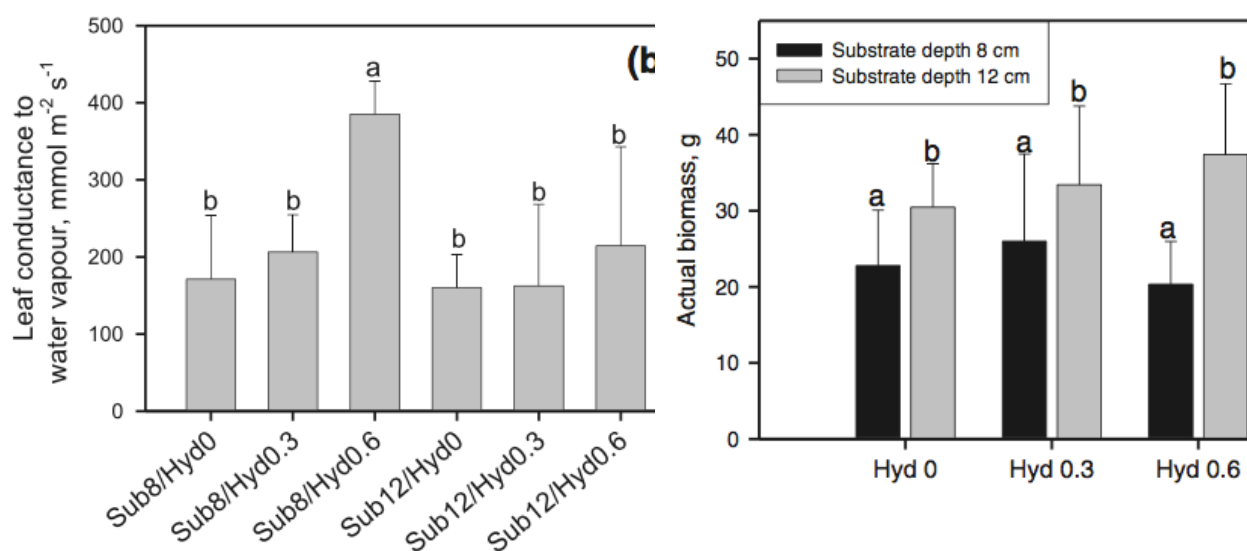 Leaf conductance to
water vapour, mmol m⁻² s⁻¹
500
400
300
200
100
0
(b
b
b
a
b
b
b
Sub8/Hyd0
Sub8/Hyd0.3
Sub8/Hyd0.6
Sub12/Hyd0
Sub12/Hyd0.3
Sub12/Hyd0.6
Actual biomass, g
50
40
30
20
10
0
Substrate depth 8 cm
Substrate depth 12 cm
a
b
a
b
a
b
Hyd 0
Hyd 0.3
Hyd 0.6